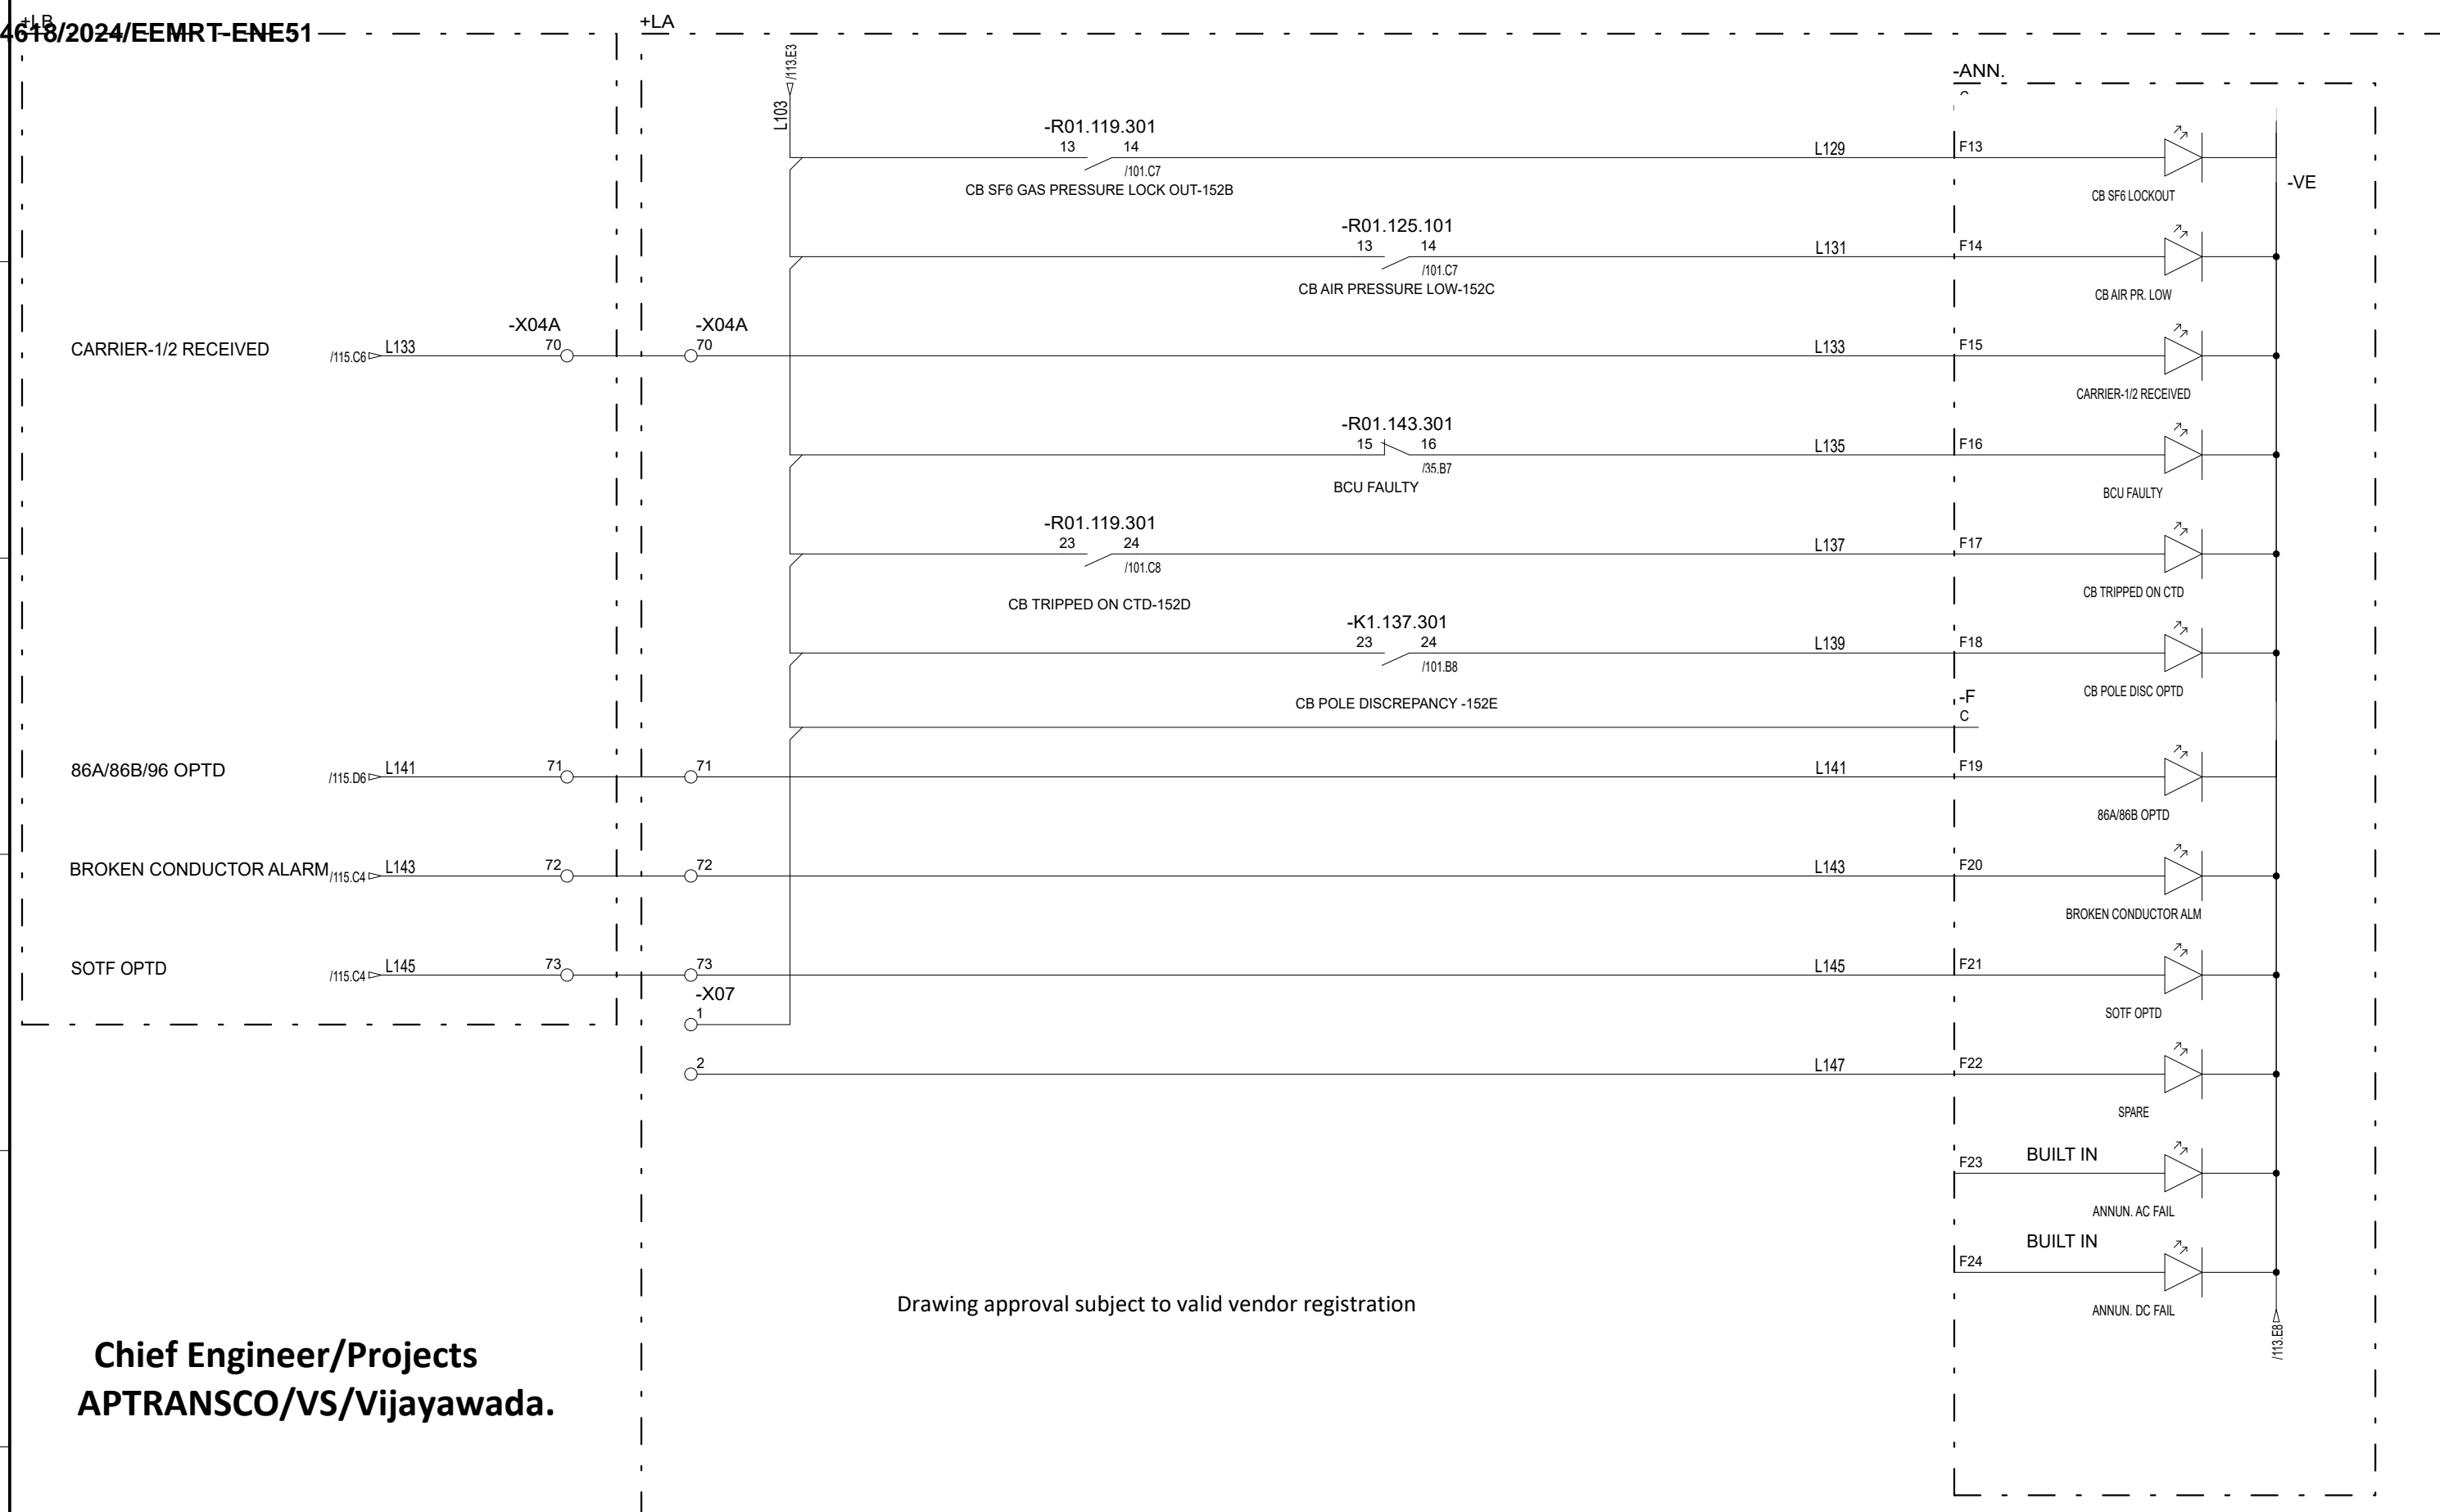 +LB
4618/2024/EEMRT-ENE51
+LA
/113.E3
L103
-ANN.
-R01.119.301
13 14
/101.C7
CB SF6 GAS PRESSURE LOCK OUT-152B
L129
F13
CB SF6 LOCKOUT
-VE
-R01.125.101
13 14
/101.C7
CB AIR PRESSURE LOW-152C
L131
F14
CB AIR PR. LOW
CARRIER-1/2 RECEIVED
/115.C6
L133
-X04A
70
-X04A
70
L133
F15
CARRIER-1/2 RECEIVED
-R01.143.301
15 16
/35.B7
BCU FAULTY
L135
F16
BCU FAULTY
-R01.119.301
23 24
/101.C8
CB TRIPPED ON CTD-152D
L137
F17
CB TRIPPED ON CTD
-K1.137.301
23 24
/101.B8
CB POLE DISCREPANCY -152E
L139
F18
CB POLE DISC OPTD
-F
C
86A/86B/96 OPTD
/115.D6
L141
71
71
L141
F19
86A/86B OPTD
BROKEN CONDUCTOR ALARM
/115.C4
L143
72
72
L143
F20
BROKEN CONDUCTOR ALM
SOTF OPTD
/115.C4
L145
73
73
L145
F21
SOTF OPTD
-X07
1
2
L147
F22
SPARE
F23
BUILT IN
ANNUN. AC FAIL
F24
BUILT IN
ANNUN. DC FAIL
/113.E8
Drawing approval subject to valid vendor registration
Chief Engineer/Projects
APTRANSCO/VS/Vijayawada.